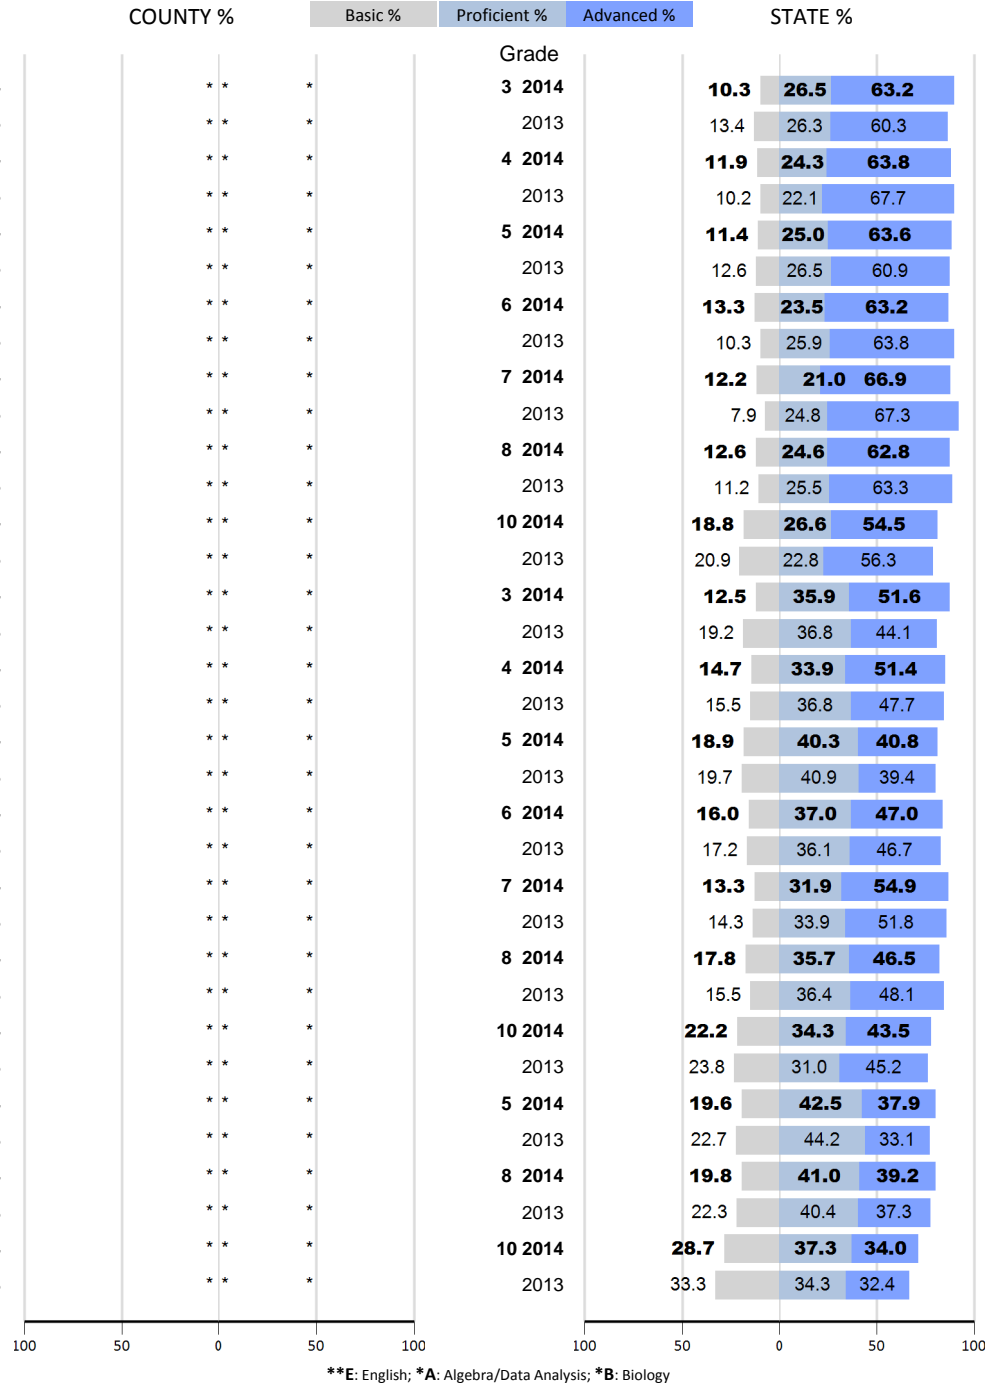 COUNTY % Basic % Proficient % Advanced % STATE %
Grade
* * * 3 2014 10.3 26.5 63.2
* * * 2013 13.4 26.3 60.3
* * * 4 2014 11.9 24.3 63.8
* * * 2013 10.2 22.1 67.7
* * * 5 2014 11.4 25.0 63.6
* * * 2013 12.6 26.5 60.9
* * * 6 2014 13.3 23.5 63.2
* * * 2013 10.3 25.9 63.8
* * * 7 2014 12.2 21.0 66.9
* * * 2013 7.9 24.8 67.3
* * * 8 2014 12.6 24.6 62.8
* * * 2013 11.2 25.5 63.3
* * * 10 2014 18.8 26.6 54.5
* * * 2013 20.9 22.8 56.3
* * * 3 2014 12.5 35.9 51.6
* * * 2013 19.2 36.8 44.1
* * * 4 2014 14.7 33.9 51.4
* * * 2013 15.5 36.8 47.7
* * * 5 2014 18.9 40.3 40.8
* * * 2013 19.7 40.9 39.4
* * * 6 2014 16.0 37.0 47.0
* * * 2013 17.2 36.1 46.7
* * * 7 2014 13.3 31.9 54.9
* * * 2013 14.3 33.9 51.8
* * * 8 2014 17.8 35.7 46.5
* * * 2013 15.5 36.4 48.1
* * * 10 2014 22.2 34.3 43.5
* * * 2013 23.8 31.0 45.2
* * * 5 2014 19.6 42.5 37.9
* * * 2013 22.7 44.2 33.1
* * * 8 2014 19.8 41.0 39.2
* * * 2013 22.3 40.4 37.3
* * * 10 2014 28.7 37.3 34.0
* * * 2013 33.3 34.3 32.4
100 50 0 50 100 100 50 0 50 100
**E: English; *A: Algebra/Data Analysis; *B: Biology